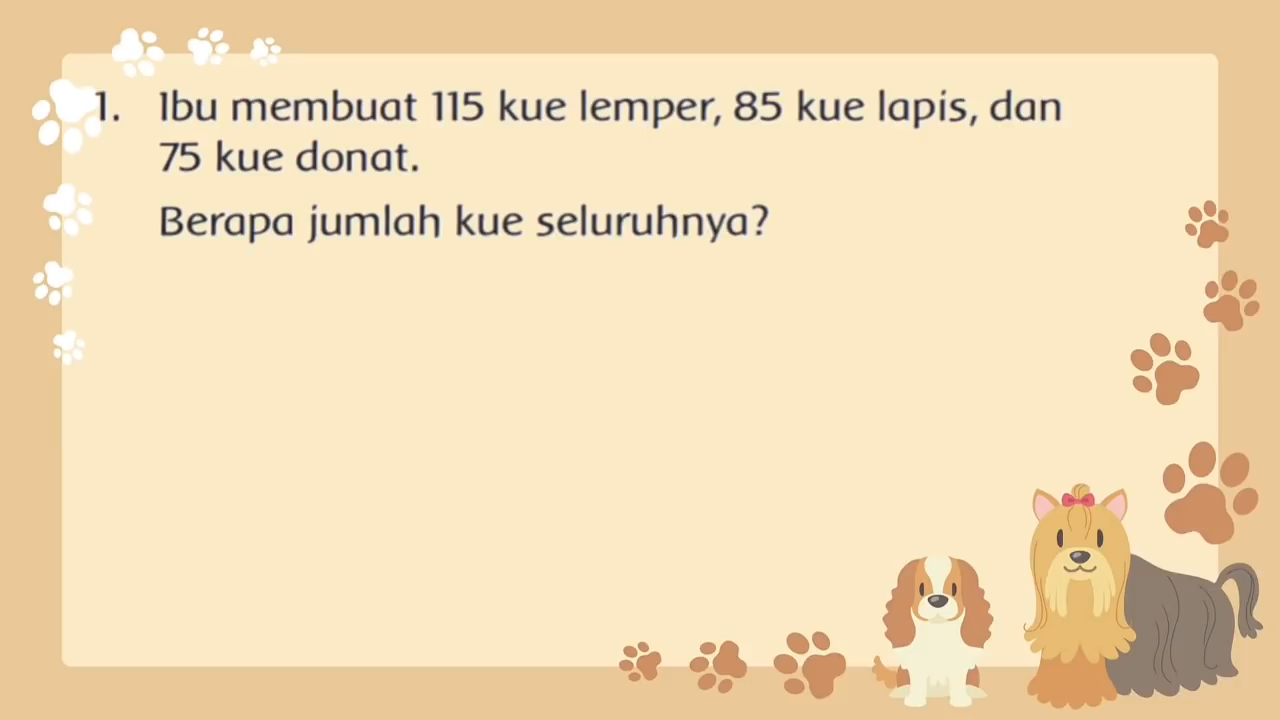 1. Ibu membuat 115 kue lemper, 85 kue lapis, dan
75 kue donat.
Berapa jumlah kue seluruhnya?